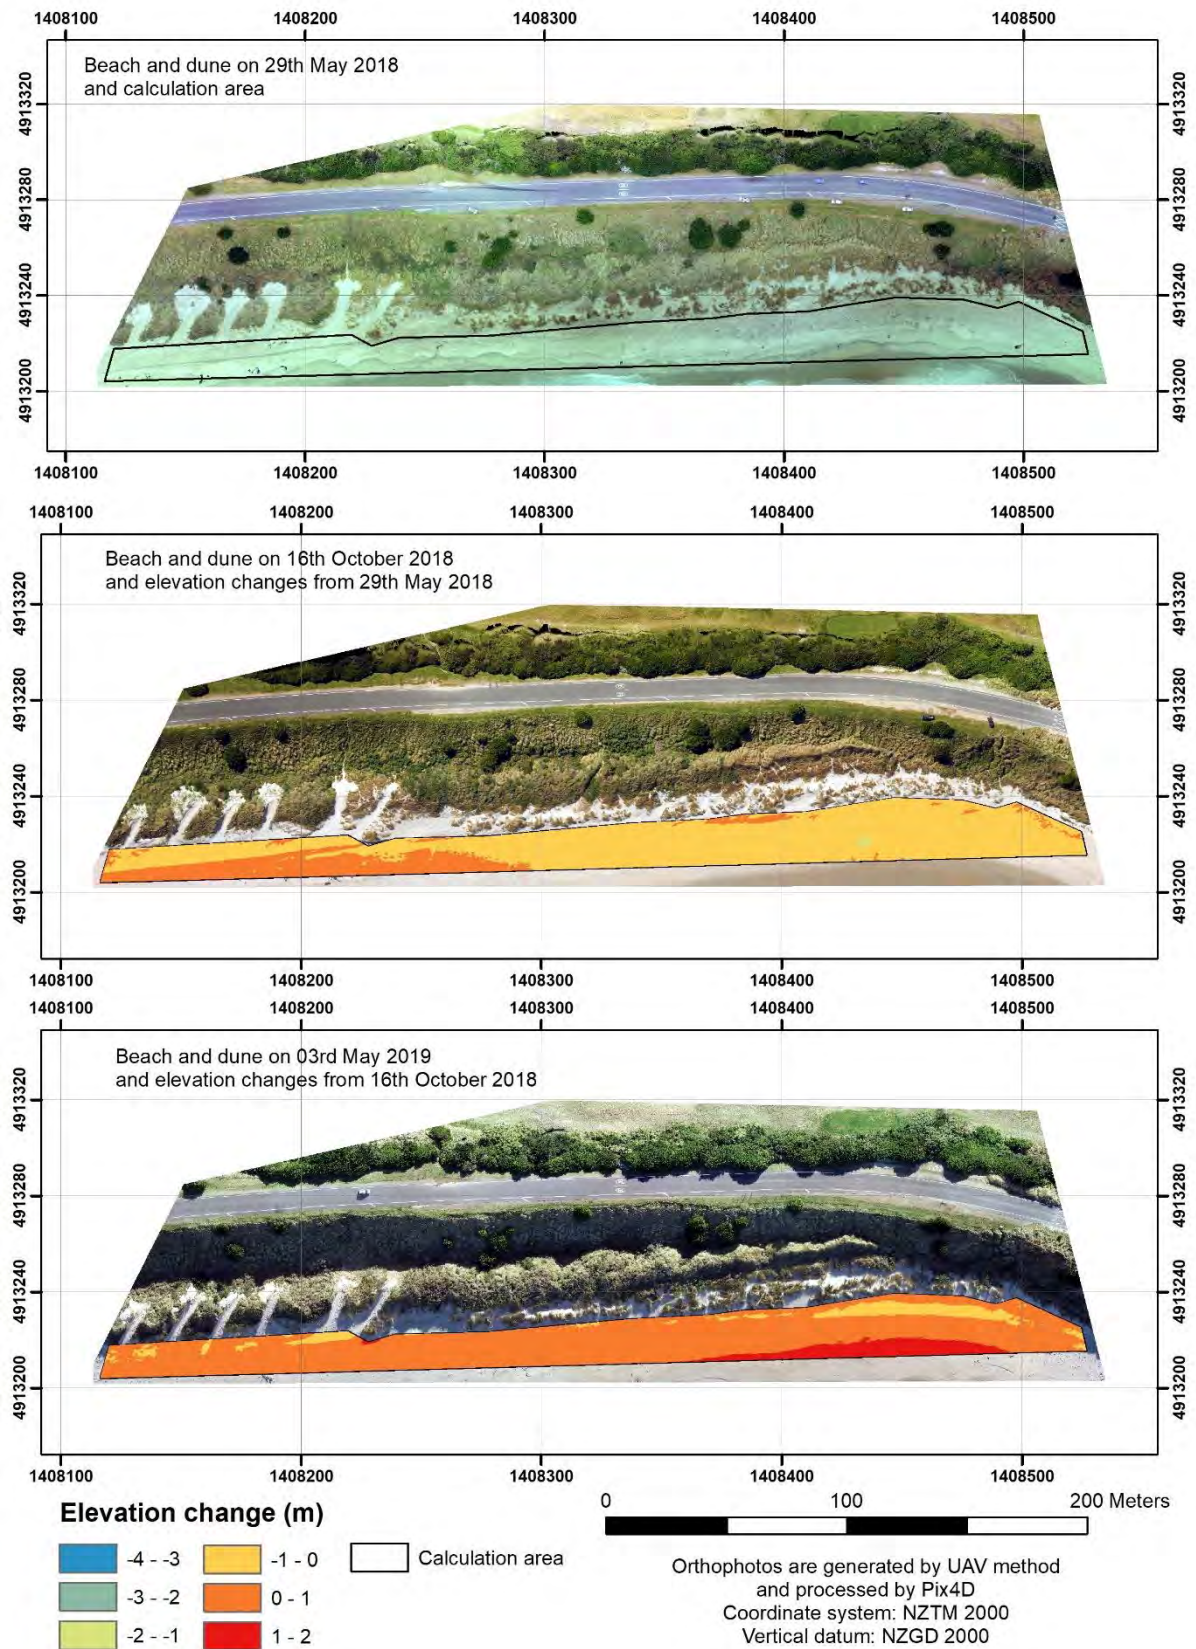 1408100 1408200 1408300 1408400 1408500
Beach and dune on 29th May 2018
and calculation area
4913320 4913320
4913280 4913280
4913240 4913240
4913200 4913200
1408100 1408200 1408300 1408400 1408500
1408100 1408200 1408300 1408400 1408500
Beach and dune on 16th October 2018
and elevation changes from 29th May 2018
4913320 4913320
4913280 4913280
4913240 4913240
4913200 4913200
1408100 1408200 1408300 1408400 1408500
1408100 1408200 1408300 1408400 1408500
Beach and dune on 03rd May 2019
and elevation changes from 16th October 2018
4913320 4913320
4913280 4913280
4913240 4913240
4913200 4913200
1408100 1408200 1408300 1408400 1408500
Elevation change (m)
-4 - -3
-3 - -2
-2 - -1
-1 - 0
0 - 1
1 - 2
Calculation area
0 100 200 Meters
Orthophotos are generated by UAV method
and processed by Pix4D
Coordinate system: NZTM 2000
Vertical datum: NZGD 2000